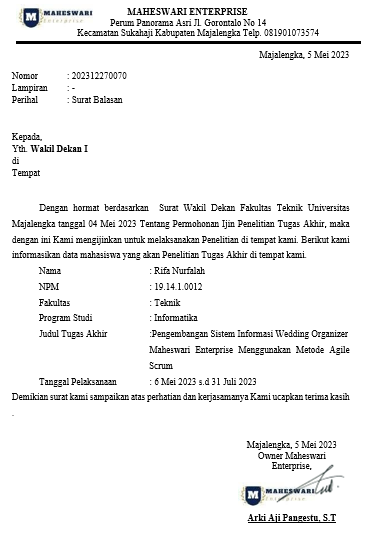 MAHESWARI
Enterprise
MAHESWARI ENTERPRISE
Perum Panorama Asri Jl. Gorontalo No 14
Kecamatan Sukahaji Kabupaten Majalengka Telp. 081901073574
Majalengka, 5 Mei 2023
Nomor : 202312270070
Lampiran : -
Perihal : Surat Balasan
Kepada,
Yth. Wakil Dekan I
di
Tempat
Dengan hormat berdasarkan Surat Wakil Dekan Fakultas Teknik Universitas
Majalengka tanggal 04 Mei 2023 Tentang Permohonan Ijin Penelitian Tugas Akhir, maka
dengan ini Kami mengijinkan untuk melaksanakan Penelitian di tempat kami. Berikut kami
informasikan data mahasiswa yang akan Penelitian Tugas Akhir di tempat kami.
Nama : Rifa Nurfalah
NPM : 19.14.1.0012
Fakultas : Teknik
Program Studi : Informatika
Judul Tugas Akhir :Pengembangan Sistem Informasi Wedding Organizer
Maheswari Enterprise Menggunakan Metode Agile
Scrum
Tanggal Pelaksanaan : 6 Mei 2023 s.d 31 Juli 2023
Demikian surat kami sampaikan atas perhatian dan kerjasamanya Kami ucapkan terima kasih
.
Majalengka, 5 Mei 2023
Owner Maheswari
Enterprise,
M MAHESWARI
Enterprise
Arki Aji Pangestu, S.T